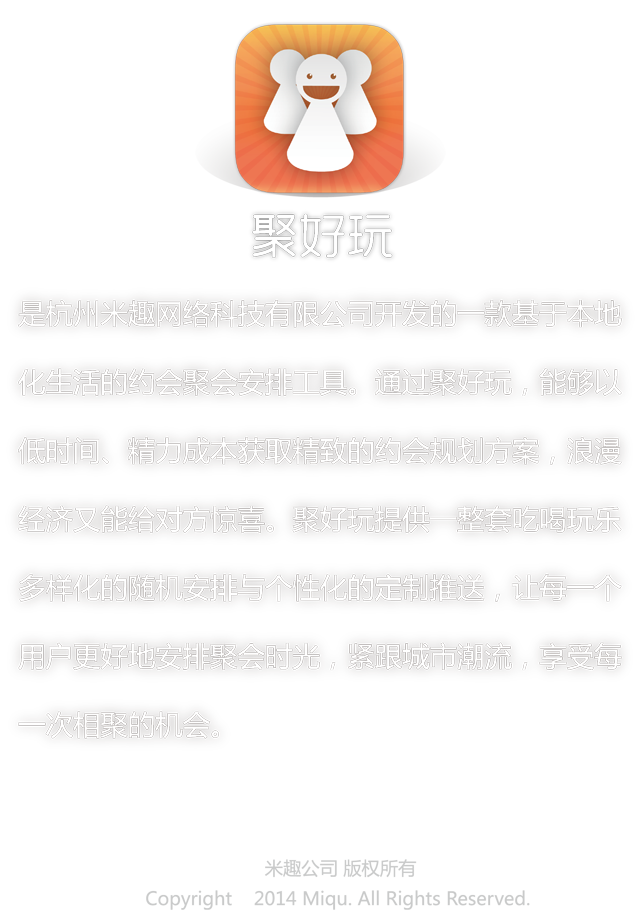 聚好玩
是杭州米趣网络科技有限公司开发的一款基于本地
化生活的约会聚会安排工具。通过聚好玩，能够以
低时间、精力成本获取精致的约会规划方案，浪漫
经济又能给对方惊喜。聚好玩提供一整套吃喝玩乐
多样化的随机安排与个性化的定制推送，让每一个
用户更好地安排聚会时光，紧跟城市潮流，享受每
一次相聚的机会。
米趣公司 版权所有
Copyright 2014 Miqu. All Rights Reserved.